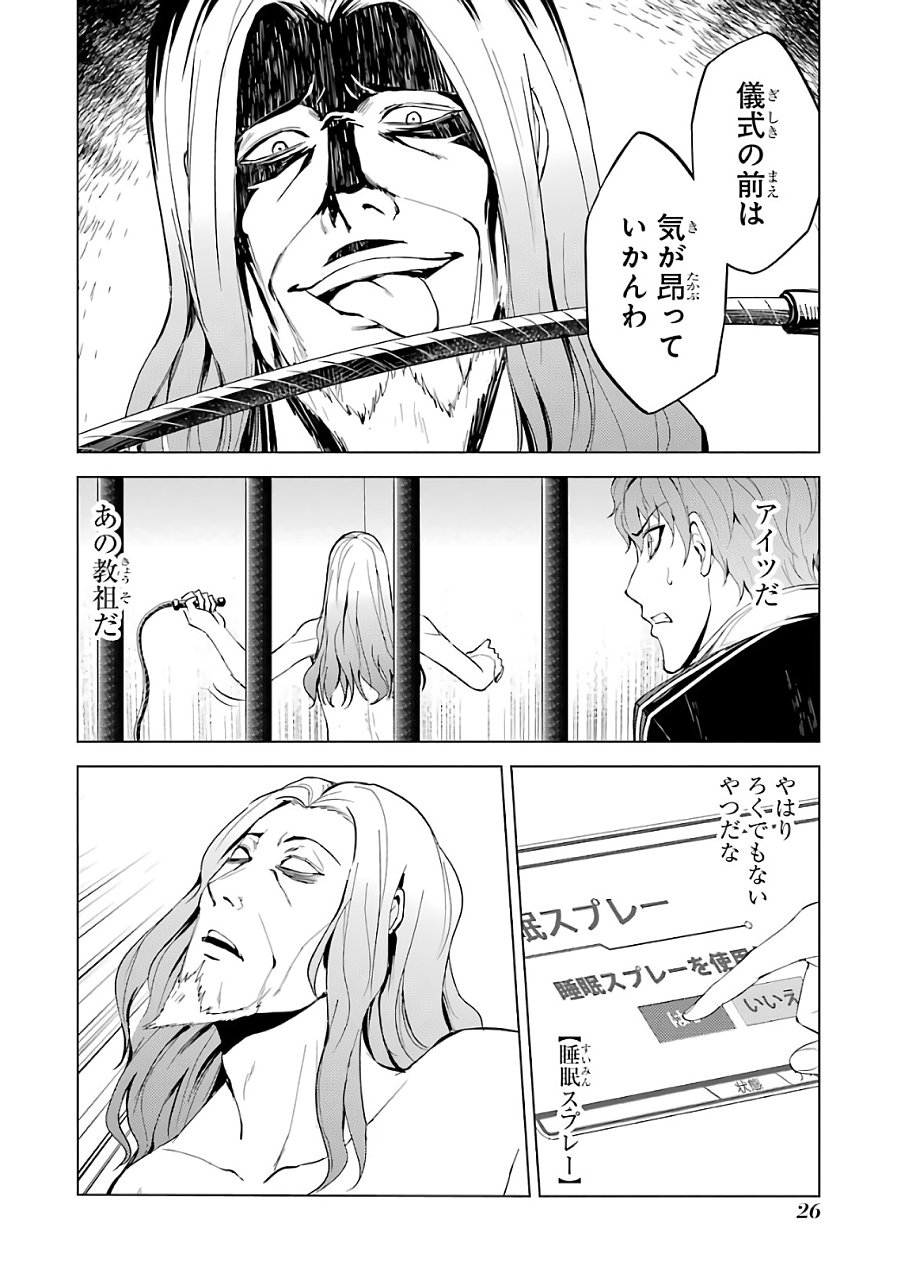 儀式の前は
気が昂って
いかんわ
アイツだ
あの教祖だ
やはり
ろくでもない
やつだな
眠スプレー
睡眠スプレーを使用
は
いいえ
状態
【睡眠スプレー】
26